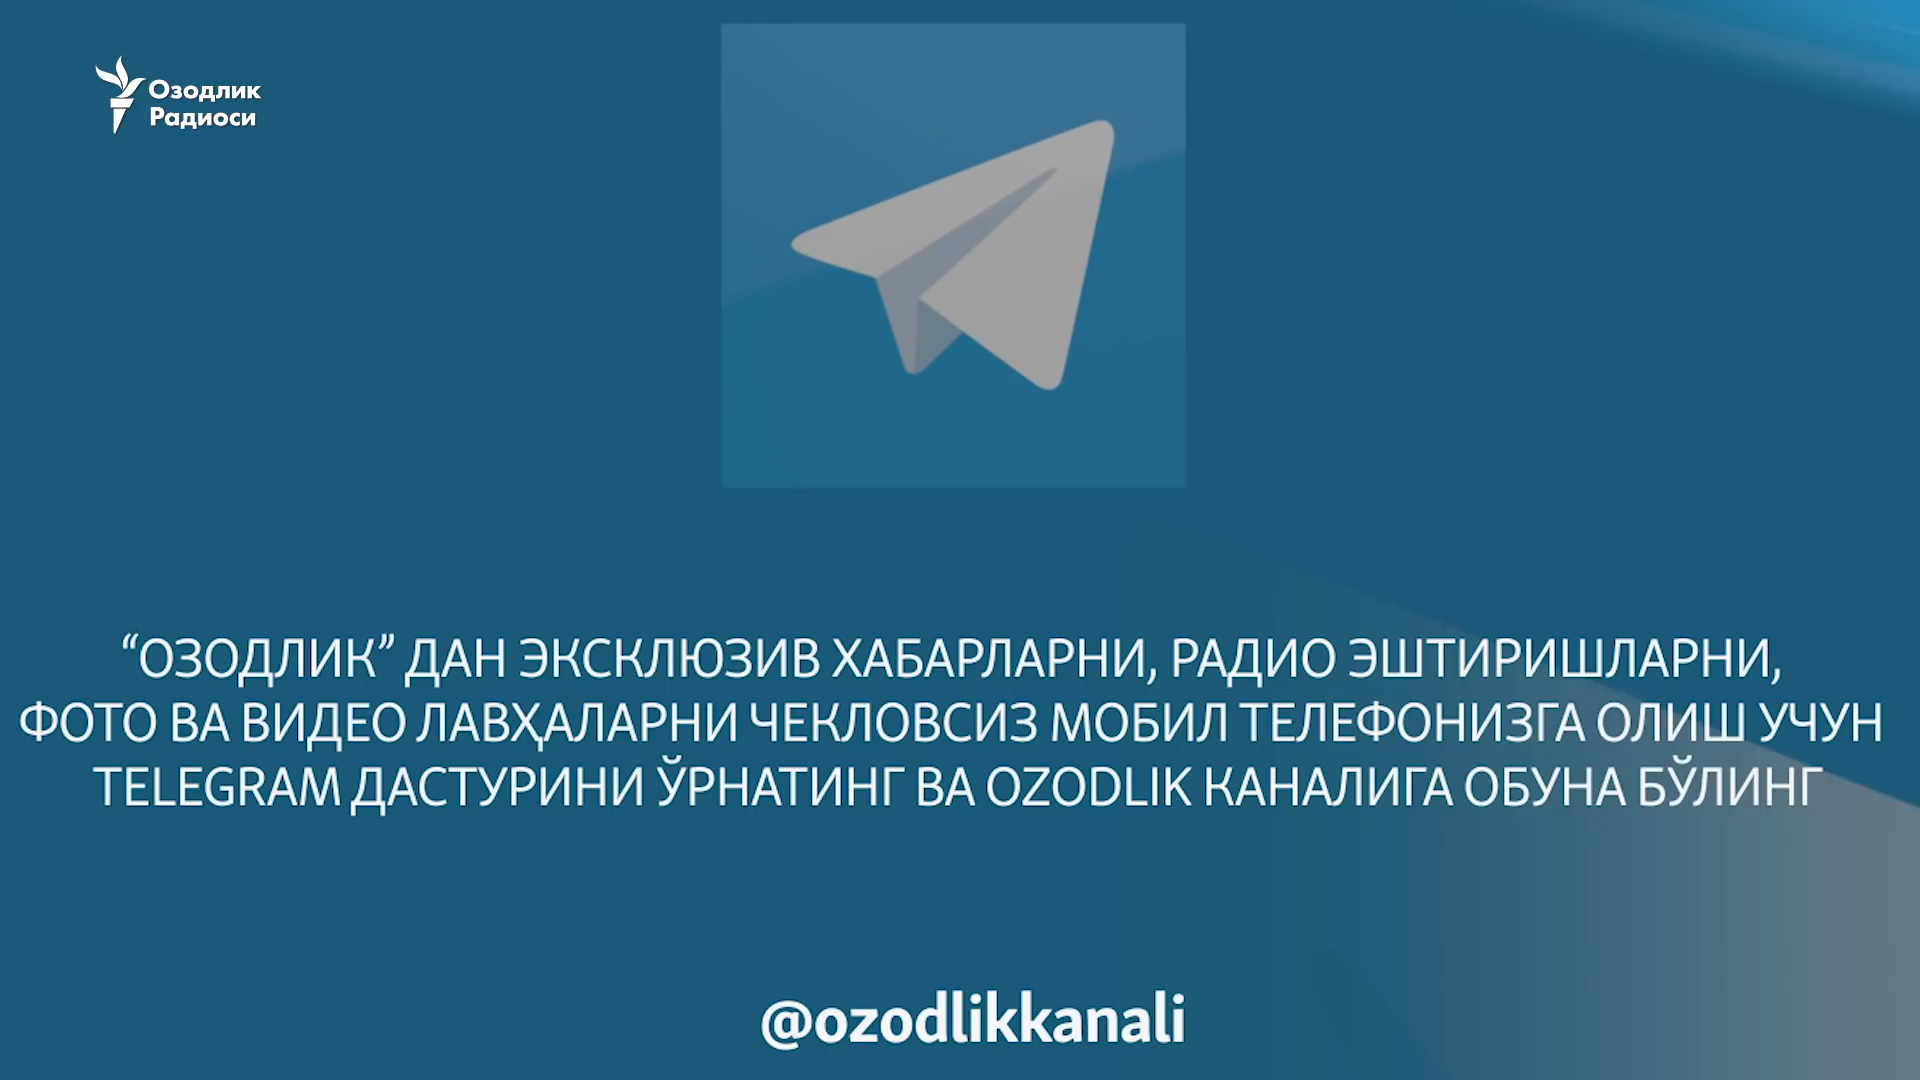 Озодлик
Радиоси
“ОЗОДЛИК” ДАН ЭКСКЛЮЗИВ ХАБАРЛАРНИ, РАДИО ЭШТИРИШЛАРНИ,
ФОТО ВА ВИДЕО ЛАВҲАЛАРНИ ЧЕКЛОВСИЗ МОБИЛ ТЕЛЕФОНИЗГА ОЛИШ УЧУН
TELEGRAM ДАСТУРИНИ ЎРНАТИНГ ВА OZODLIK КАНАЛИГА ОБУНА БЎЛИНГ
@ozodlikkanali